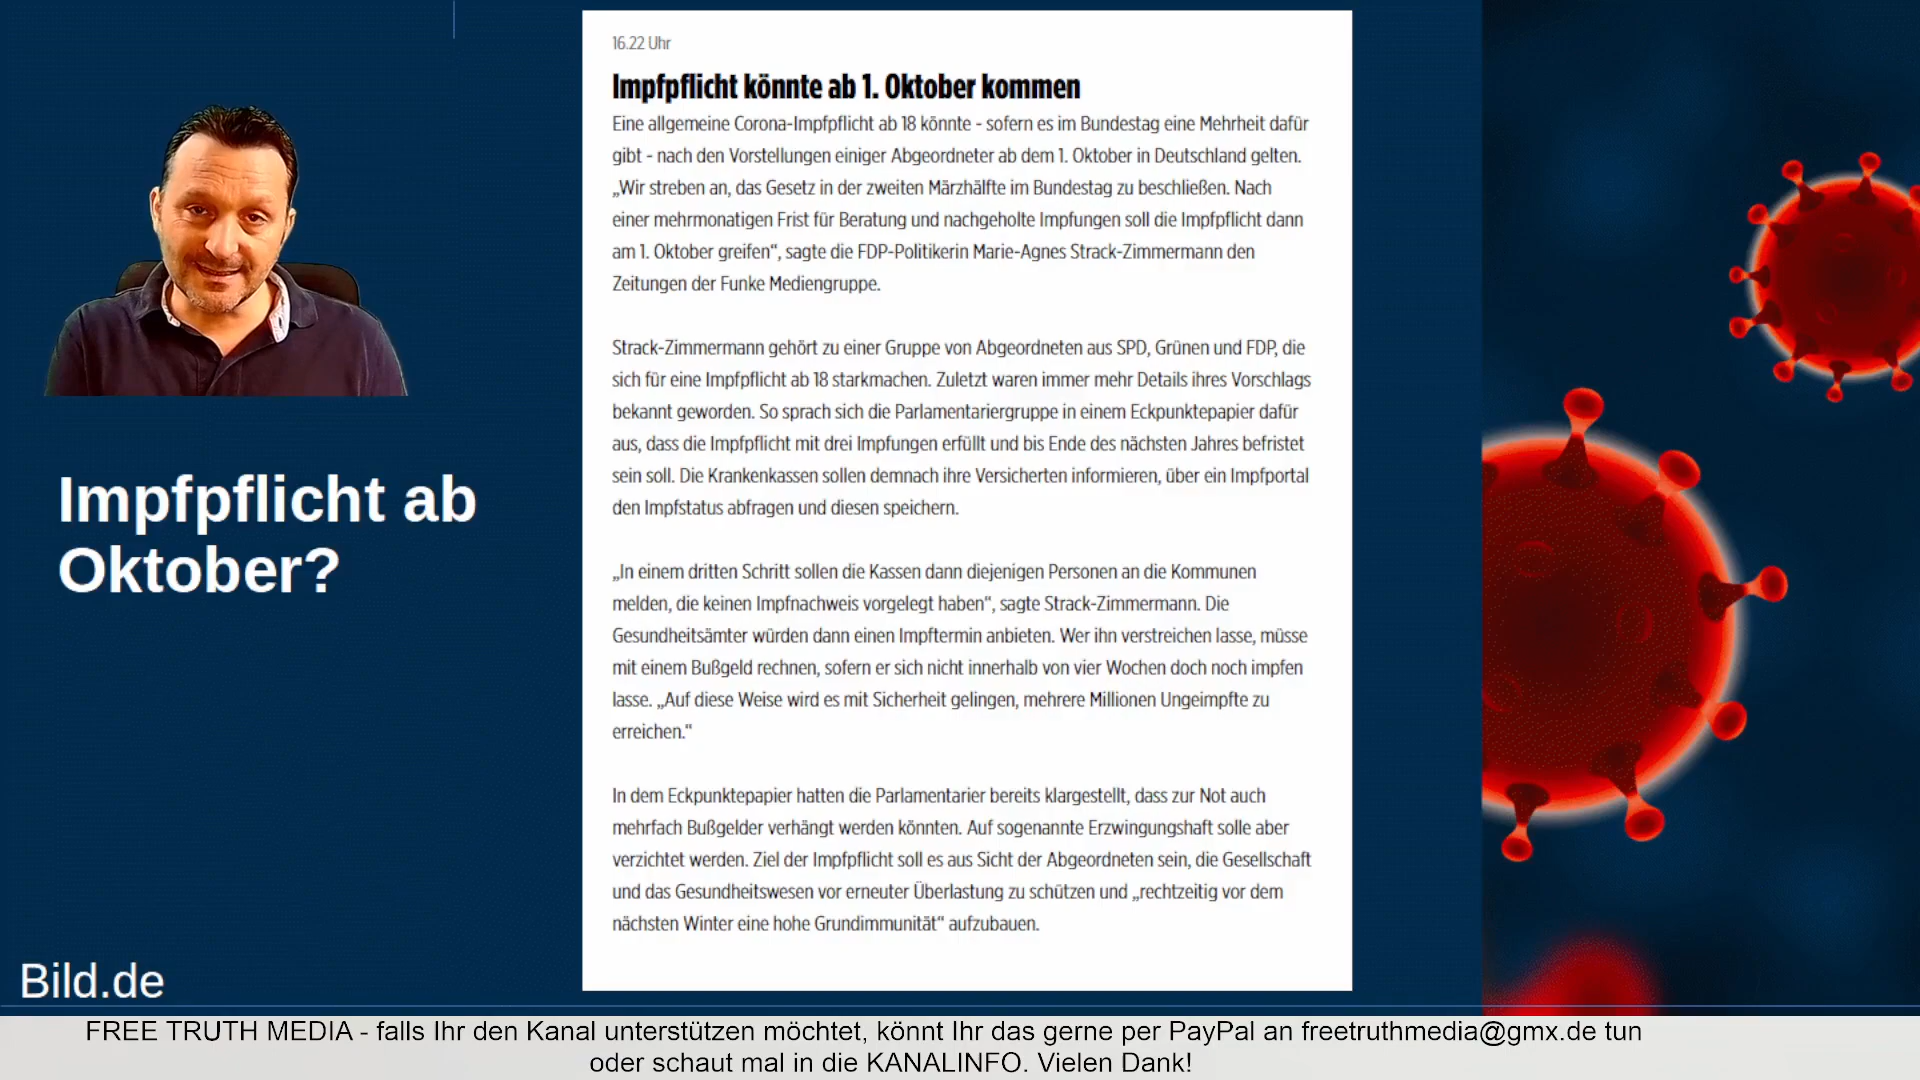 16.22 Uhr
Impfpflicht könnte ab 1. Oktober kommen
Eine allgemeine Corona-Impfpflicht ab 18 könnte - sofern es im Bundestag eine Mehrheit dafür
gibt - nach den Vorstellungen einiger Abgeordneter ab dem 1. Oktober in Deutschland gelten.
„Wir streben an, das Gesetz in der zweiten Märzhälfte im Bundestag zu beschließen. Nach
einer mehrmonatigen Frist für Beratung und nachgeholte Impfungen soll die Impfpflicht dann
am 1. Oktober greifen“, sagte die FDP-Politikerin Marie-Agnes Strack-Zimmermann den
Zeitungen der Funke Mediengruppe.
Strack-Zimmermann gehört zu einer Gruppe von Abgeordneten aus SPD, Grünen und FDP, die
sich für eine Impfpflicht ab 18 starkmachen. Zuletzt waren immer mehr Details ihres Vorschlags
bekannt geworden. So sprach sich die Parlamentariergruppe in einem Eckpunktepapier dafür
aus, dass die Impfpflicht mit drei Impfungen erfüllt und bis Ende des nächsten Jahres befristet
sein soll. Die Krankenkassen sollen demnach ihre Versicherten informieren, über ein Impfportal
den Impfstatus abfragen und diesen speichern.
„In einem dritten Schritt sollen die Kassen dann diejenigen Personen an die Kommunen
melden, die keinen Impfnachweis vorgelegt haben“, sagte Strack-Zimmermann. Die
Gesundheitsämter würden dann einen Impftermin anbieten. Wer ihn verstreichen lasse, müsse
mit einem Bußgeld rechnen, sofern er sich nicht innerhalb von vier Wochen doch noch impfen
lasse. „Auf diese Weise wird es mit Sicherheit gelingen, mehrere Millionen Ungeimpfte zu
erreichen.“
In dem Eckpunktepapier hatten die Parlamentarier bereits klargestellt, dass zur Not auch
mehrfach Bußgelder verhängt werden könnten. Auf sogenannte Erzwingungshaft solle aber
verzichtet werden. Ziel der Impfpflicht soll es aus Sicht der Abgeordneten sein, die Gesellschaft
und das Gesundheitswesen vor erneuter Überlastung zu schützen und „rechtzeitig vor dem
nächsten Winter eine hohe Grundimmunität“ aufzubauen.
Impfpflicht ab
Oktober?
Bild.de
FREE TRUTH MEDIA - falls Ihr den Kanal unterstützen möchtet, könnt Ihr das gerne per PayPal an freetruthmedia@gmx.de tun
oder schaut mal in die KANALINFO. Vielen Dank!